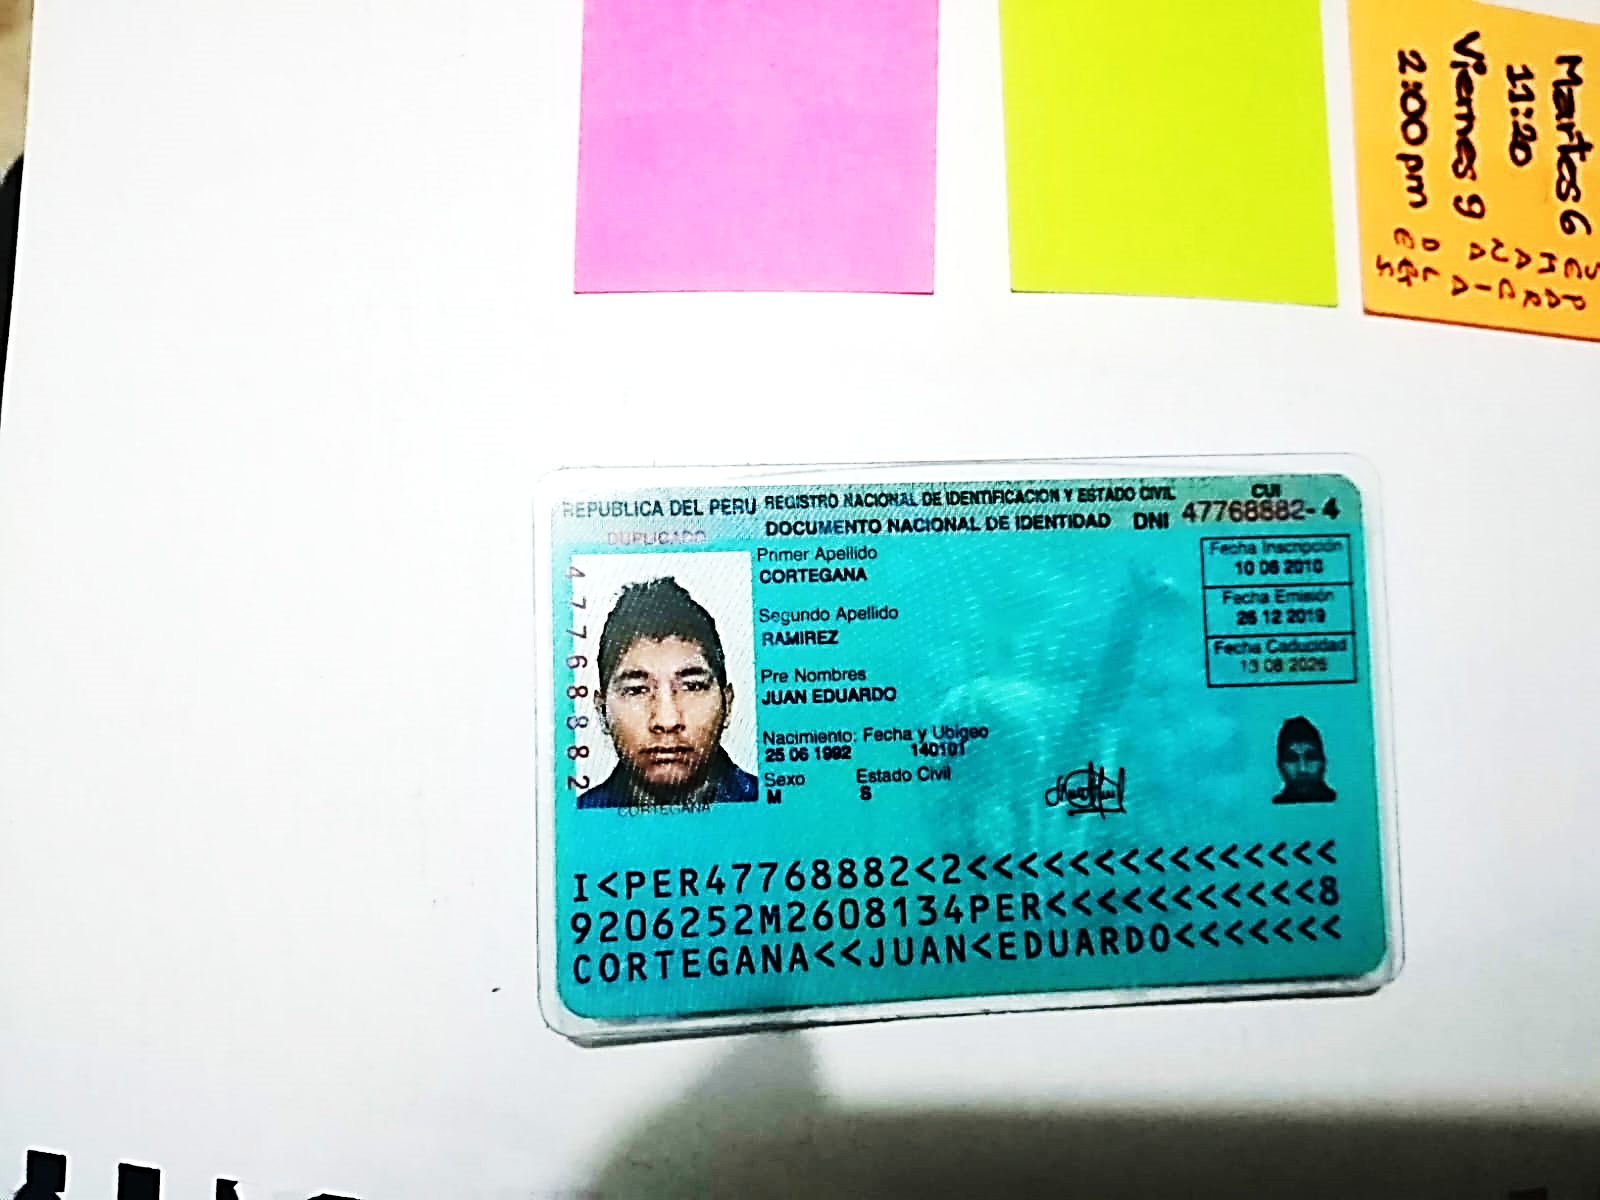 Martes 6
11:20
Viernes 9
2:00 pm
REPUBLICA DEL PERU REGISTRO NACIONAL DE IDENTIFICACION Y ESTADO CIVIL
DUPLICADO
DOCUMENTO NACIONAL DE IDENTIDAD DNI
CUI
47768882-4
47768882
Primer Apellido
CORTEGANA
Segundo Apellido
RAMIREZ
Pre Nombres
JUAN EDUARDO
Nacimiento: Fecha y Ubigeo
25 06 1992 140101
Sexo Estado Civil
M S
CORTEGANA
Fecha Inscripción
10 06 2010
Fecha Emisión
26 12 2019
Fecha Caducidad
13 08 2026
I<PER47768882<2<<<<<<<<<<<<<<<
9206252M2608134PER<<<<<<<<<<<8
CORTEGANA<<JUAN<EDUARDO<<<<<<<